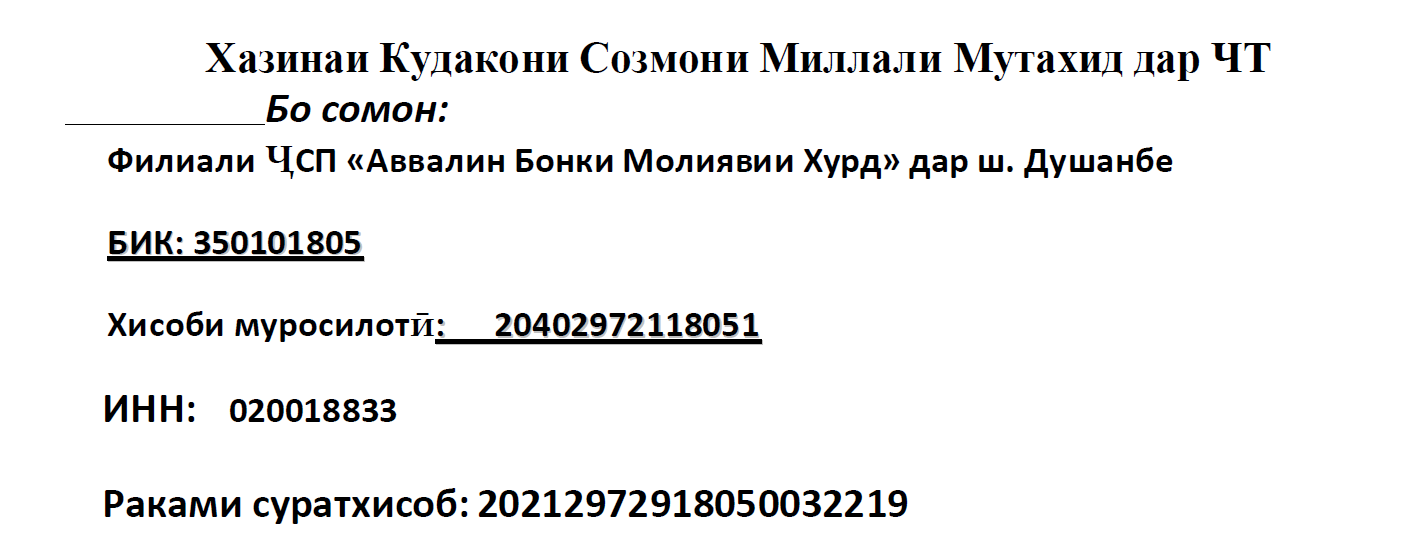 Хазинаи Кудакони Созмони Миллали Мутахид дар ЧТ
__________Бо сомон:
Филиали ҶСП «Аввалин Бонки Молиявии Хурд» дар ш. Душанбе
БИК: 350101805
Хисоби муросилотӣ: 20402972118051
ИНН: 020018833
Раками суратхисоб: 20212972918050032219